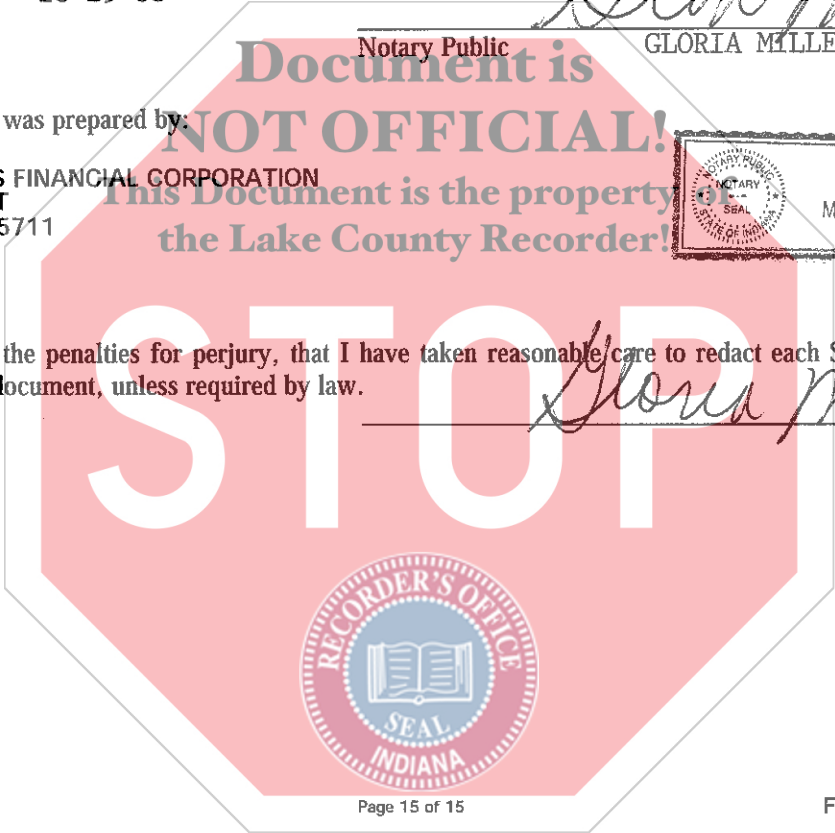 Notary Public GLORIA MILLE
Document is
was prepared by:
NOT OFFICIAL!
S FINANCIAL CORPORATION
This Document is the property of
T
5711
the Lake County Recorder!
NOTARY PUBLIC
NOTARY
SEAL
STATE OF INDIANA
M
the penalties for perjury, that I have taken reasonable care to redact each S
document, unless required by law.
Gloria M
STOP
RECORDER'S OFFICE
SEAL
INDIANA
Page 15 of 15
F